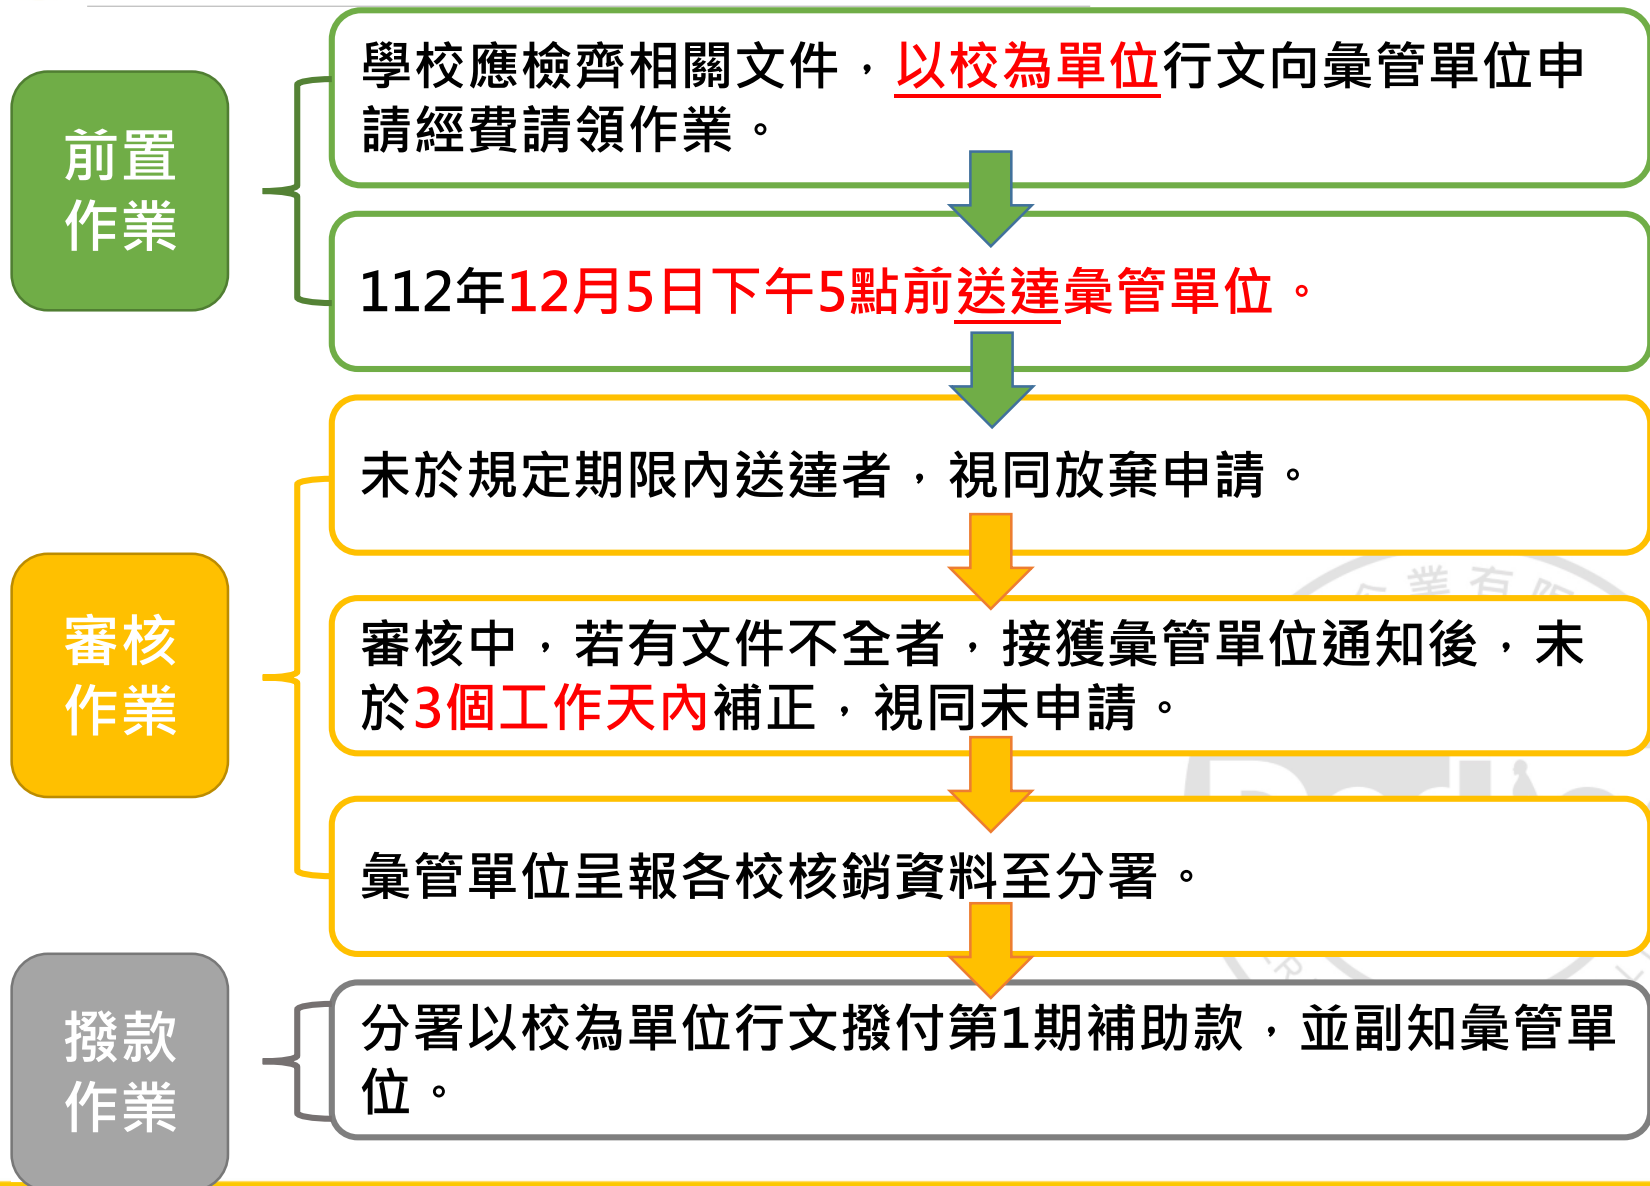 前置
作業
學校應檢齊相關文件，以校為單位行文向彙管單位申
請經費請領作業。
112年12月5日下午5點前送達彙管單位。
審核
作業
未於規定期限內送達者，視同放棄申請。
審核中，若有文件不全者，接獲彙管單位通知後，未
於3個工作天內補正，視同未申請。
彙管單位呈報各校核銷資料至分署。
撥款
作業
分署以校為單位行文撥付第1期補助款，並副知彙管單
位。
企業有限